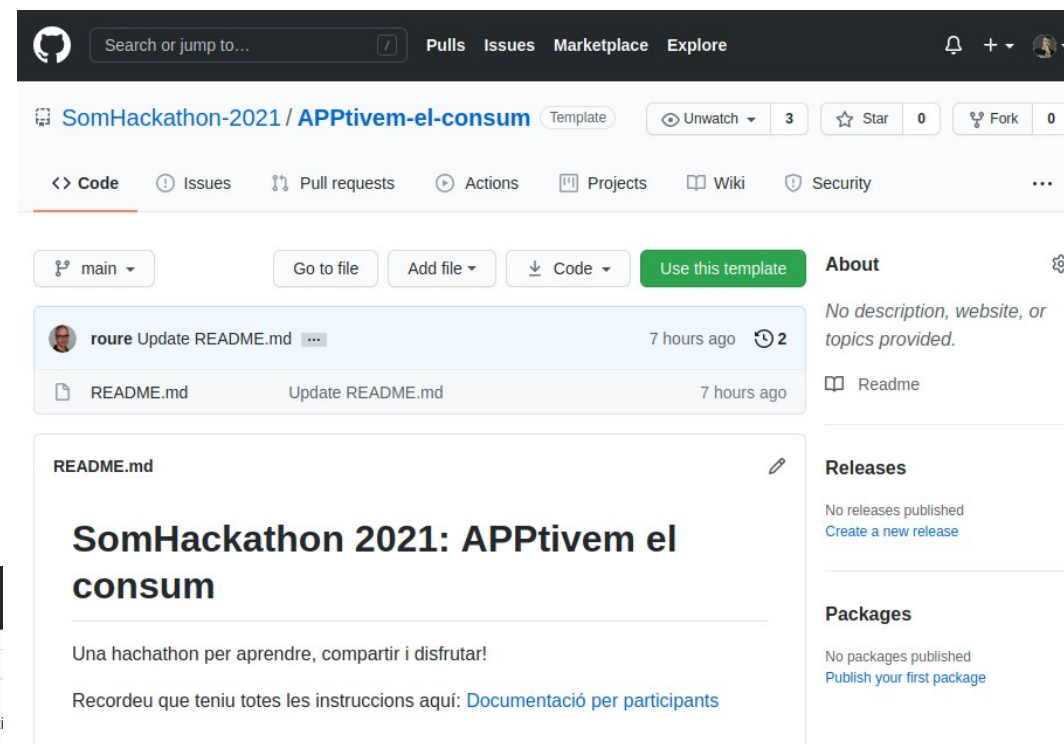 Search or jump to... /
Pulls Issues Marketplace Explore
SomHackathon-2021 / APPtivem-el-consum Template
Unwatch 3 Star 0 Fork 0
Code Issues Pull requests Actions Projects Wiki Security ...
main Go to file Add file Code Use this template
roure Update README.md ... 7 hours ago 2
README.md Update README.md 7 hours ago
README.md
SomHackathon 2021: APPtivem el
consum
Una hachathon per aprendre, compartir i disfrutar!
Recordeu que teniu totes les instruccions aquí: Documentació per participants
About
No description, website, or
topics provided.
Readme
Releases
No releases published
Create a new release
Packages
No packages published
Publish your first package